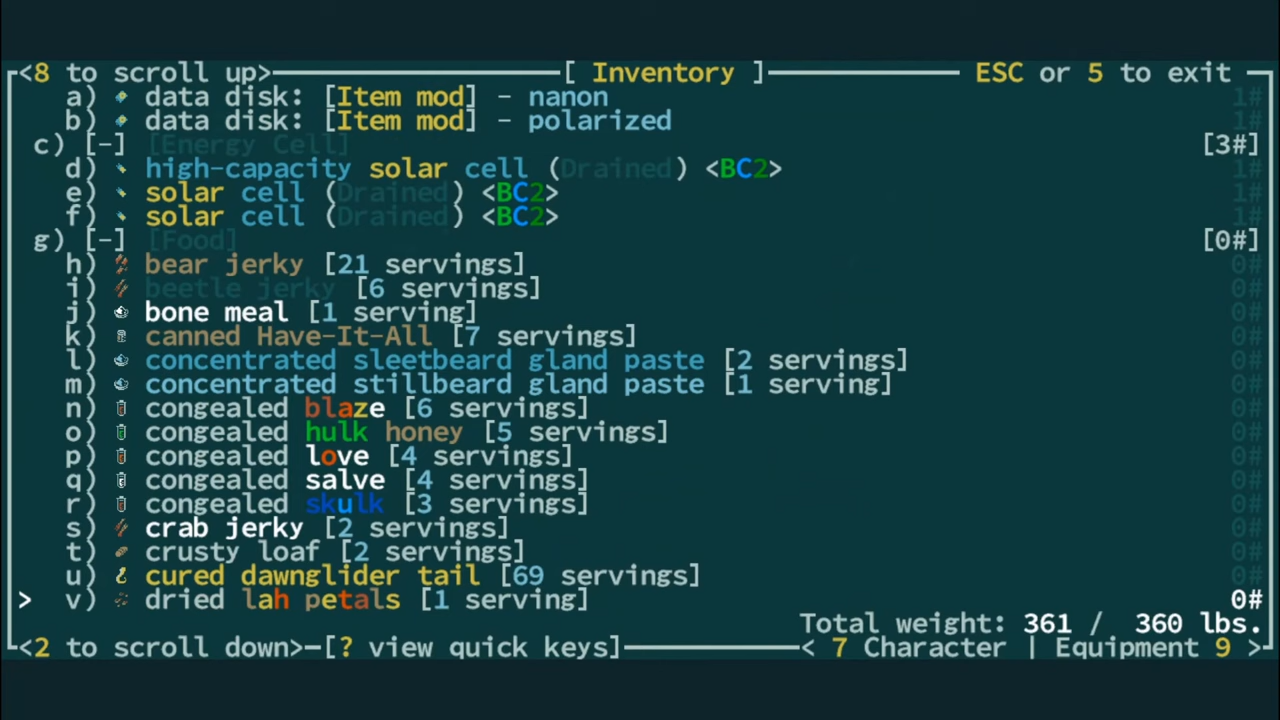 <8 to scroll up> [ Inventory ] ESC or 5 to exit
a) data disk: [Item mod] - nanon 1#
b) data disk: [Item mod] - polarized 1#
c) [-] [Energy Cell] [3#]
d) high-capacity solar cell (Drained) <BC2> 1#
e) solar cell (Drained) <BC2> 1#
f) solar cell (Drained) <BC2> 1#
g) [-] [Food] [0#]
h) bear jerky [21 servings] 0#
i) beetle jerky [6 servings] 0#
j) bone meal [1 serving] 0#
k) canned Have-It-All [7 servings] 0#
l) concentrated sleetbeard gland paste [2 servings] 0#
m) concentrated stillbeard gland paste [1 serving] 0#
n) congealed blaze [6 servings] 0#
o) congealed hulk honey [5 servings] 0#
p) congealed love [4 servings] 0#
q) congealed salve [4 servings] 0#
r) congealed skulk [3 servings] 0#
s) crab jerky [2 servings] 0#
t) crusty loaf [2 servings] 0#
u) cured dawnglider tail [69 servings] 0#
> v) dried lah petals [1 serving] 0#
Total weight: 361 / 360 lbs.
<2 to scroll down> [? view quick keys] < 7 Character | Equipment 9 >